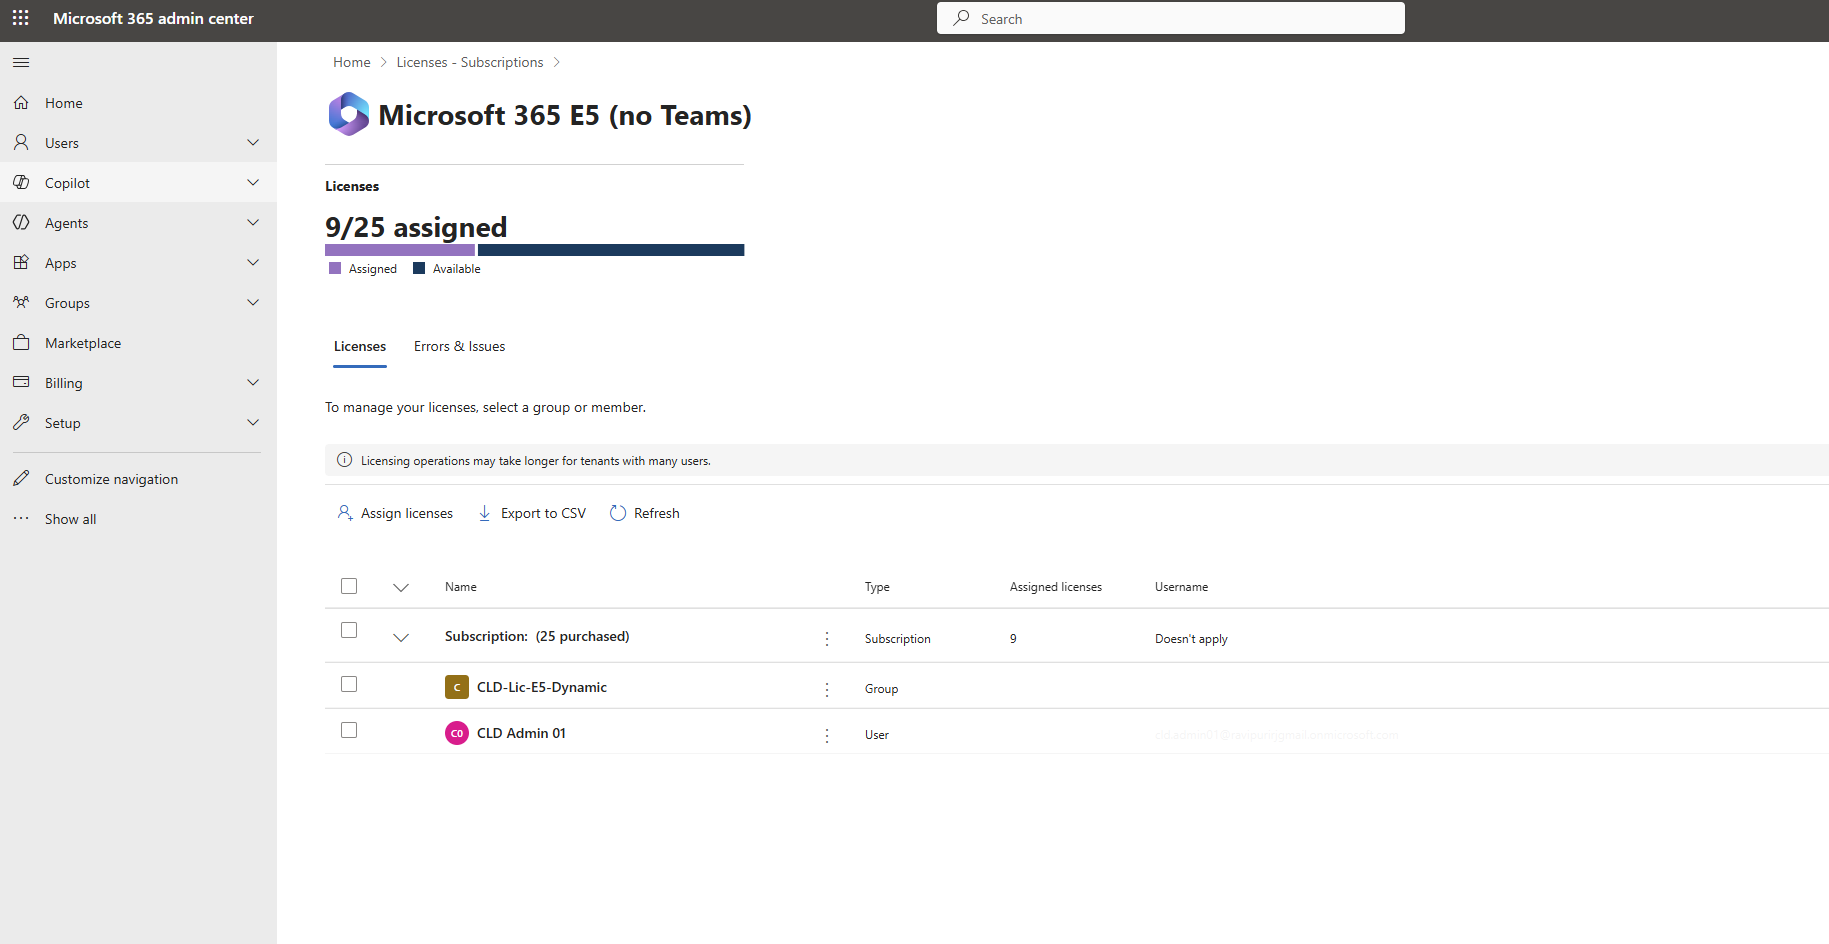 Microsoft 365 admin center
Search
Home
Users
Copilot
Agents
Apps
Groups
Marketplace
Billing
Setup
Customize navigation
Show all
Home > Licenses - Subscriptions >
Microsoft 365 E5 (no Teams)
Licenses
9/25 assigned
Assigned Available
Licenses Errors & Issues
To manage your licenses, select a group or member.
Licensing operations may take longer for tenants with many users.
Assign licenses Export to CSV Refresh
Name Type Assigned licenses Username
Subscription: (25 purchased) Subscription 9 Doesn't apply
C CLD-Lic-E5-Dynamic Group
C0 CLD Admin 01 User